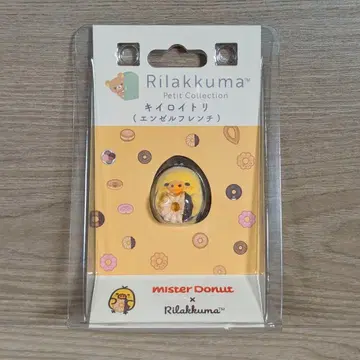 Rilakkuma™
Petit Collection
キイロイトリ
(エンゼルフレンチ)
mister Donut
×
Rilakkuma™